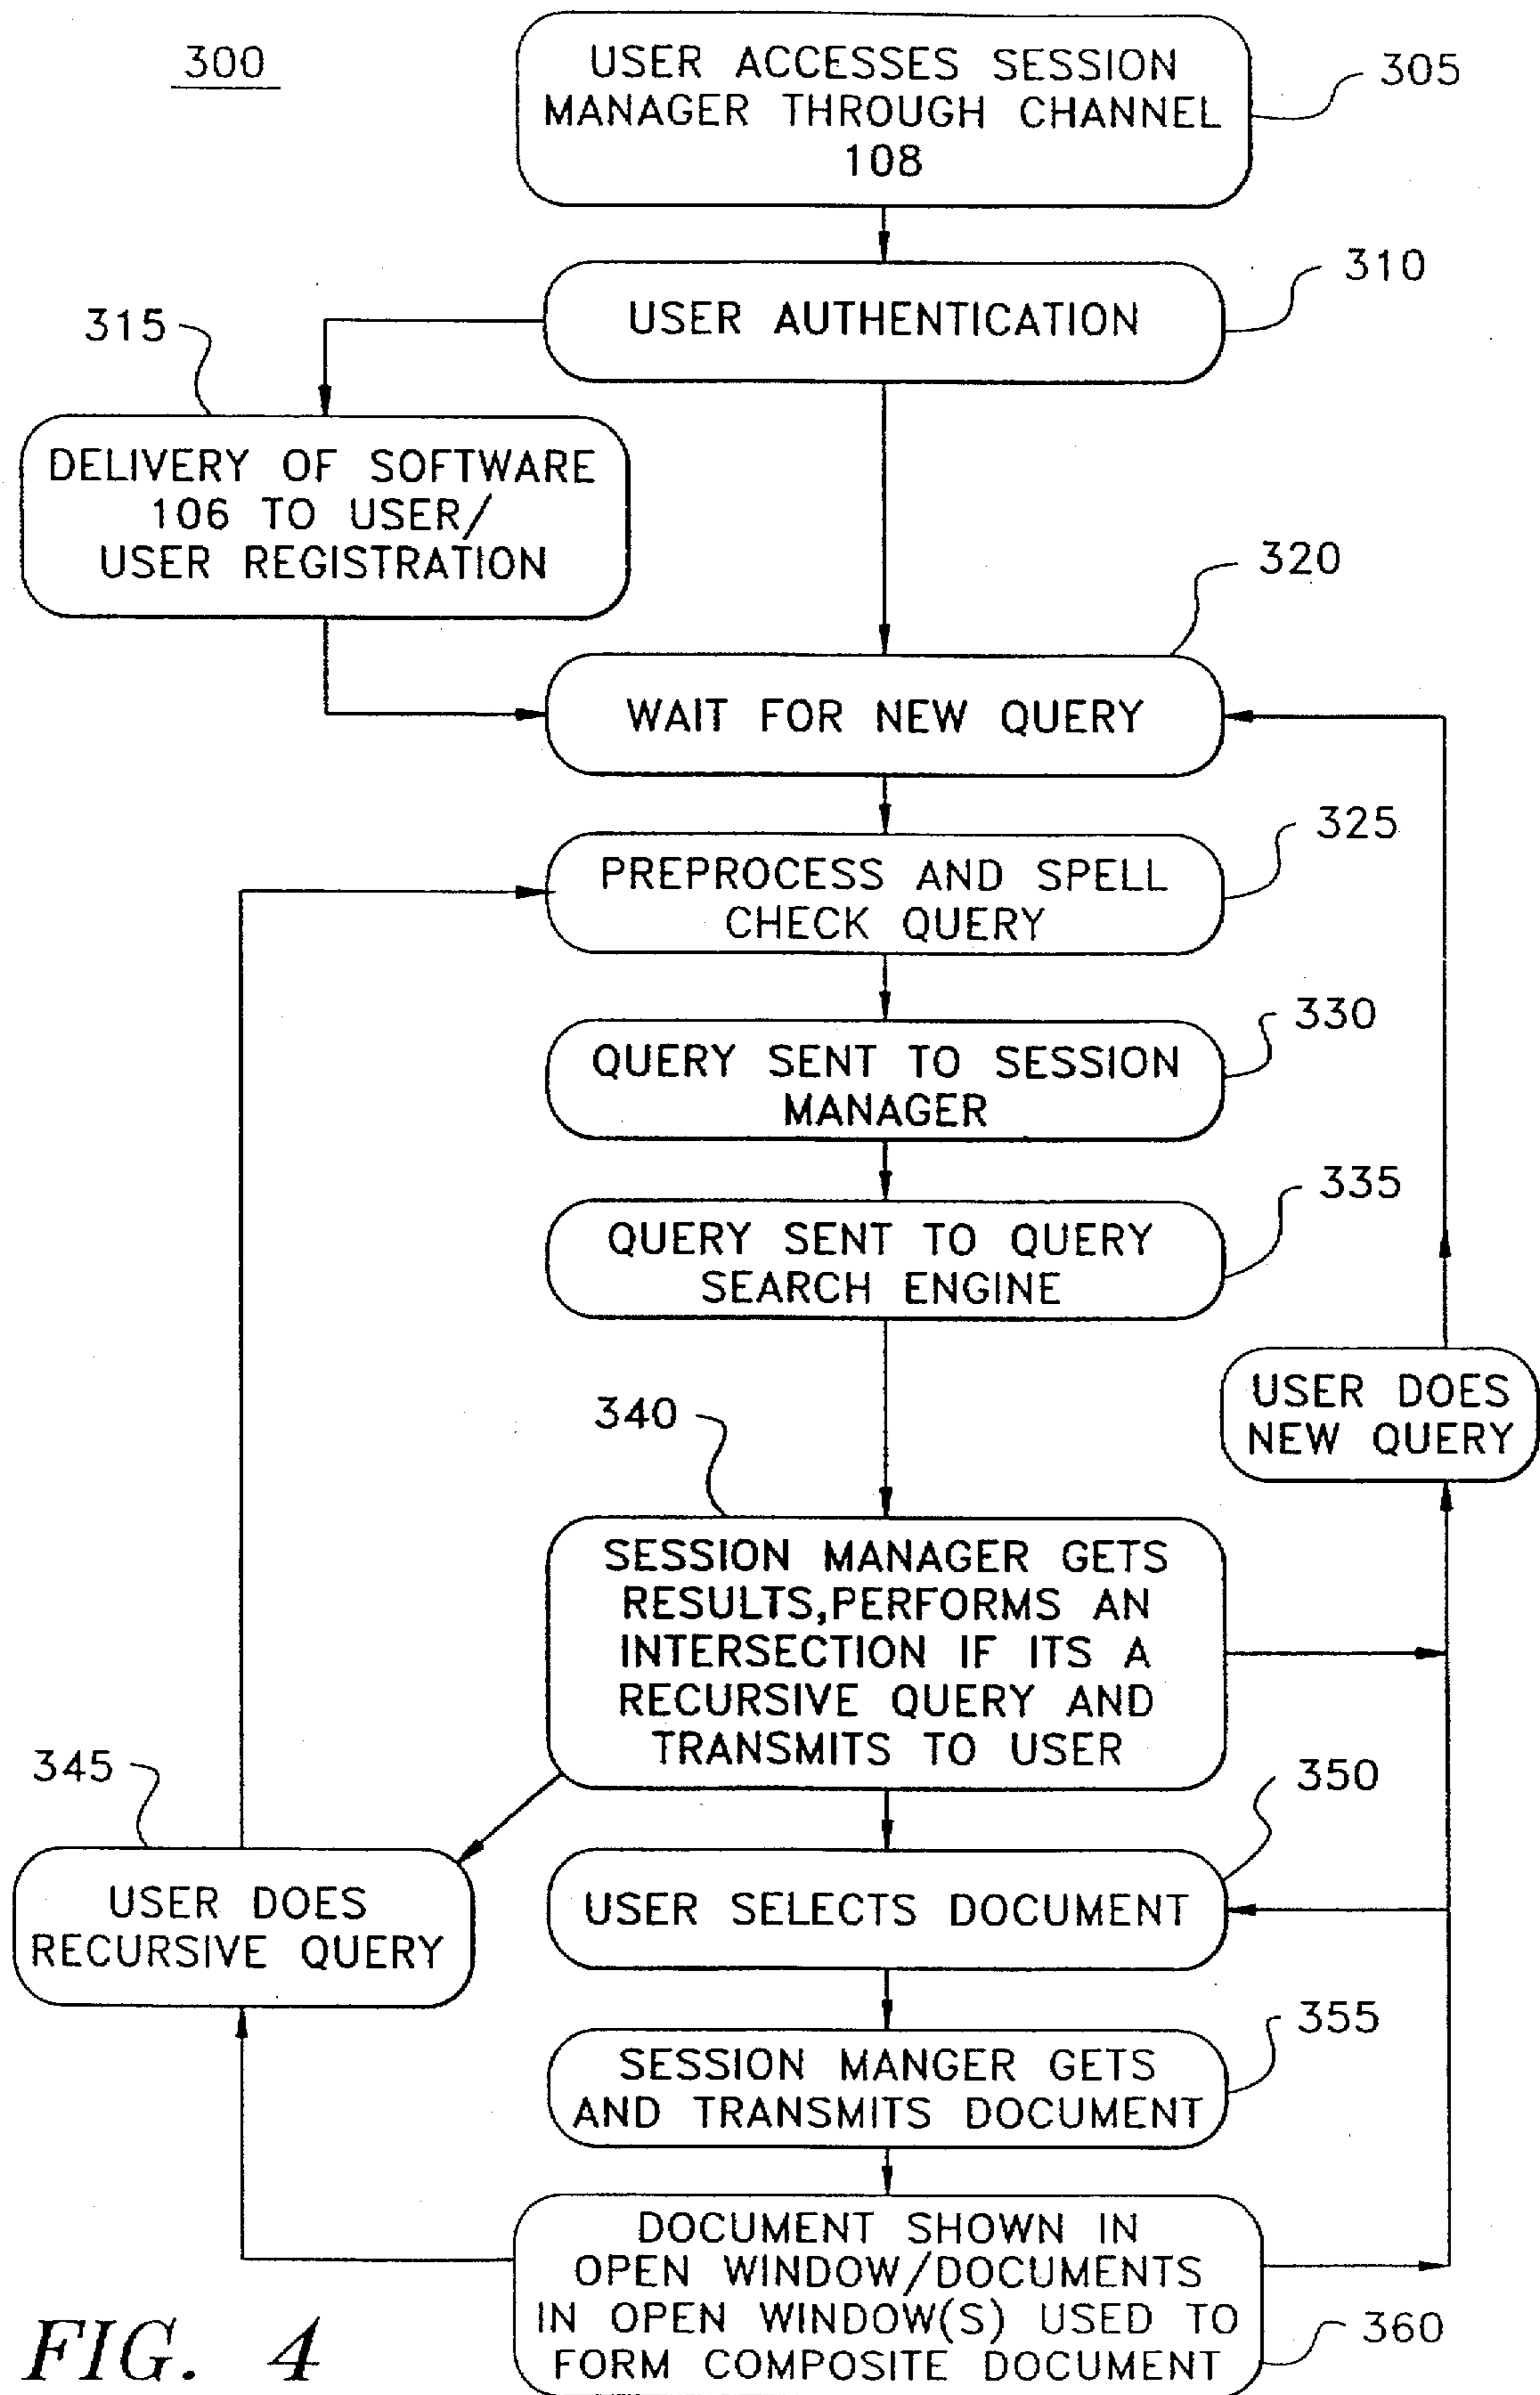 300
USER ACCESSES SESSION
MANAGER THROUGH CHANNEL
108
305
USER AUTHENTICATION
310
315
DELIVERY OF SOFTWARE
106 TO USER/
USER REGISTRATION
320
WAIT FOR NEW QUERY
325
PREPROCESS AND SPELL
CHECK QUERY
330
QUERY SENT TO SESSION
MANAGER
335
QUERY SENT TO QUERY
SEARCH ENGINE
USER DOES
NEW QUERY
340
SESSION MANAGER GETS
RESULTS,PERFORMS AN
INTERSECTION IF ITS A
RECURSIVE QUERY AND
TRANSMITS TO USER
345
USER DOES
RECURSIVE QUERY
350
USER SELECTS DOCUMENT
355
SESSION MANGER GETS
AND TRANSMITS DOCUMENT
DOCUMENT SHOWN IN
OPEN WINDOW/DOCUMENTS
IN OPEN WINDOW(S) USED TO
FORM COMPOSITE DOCUMENT
360
FIG. 4